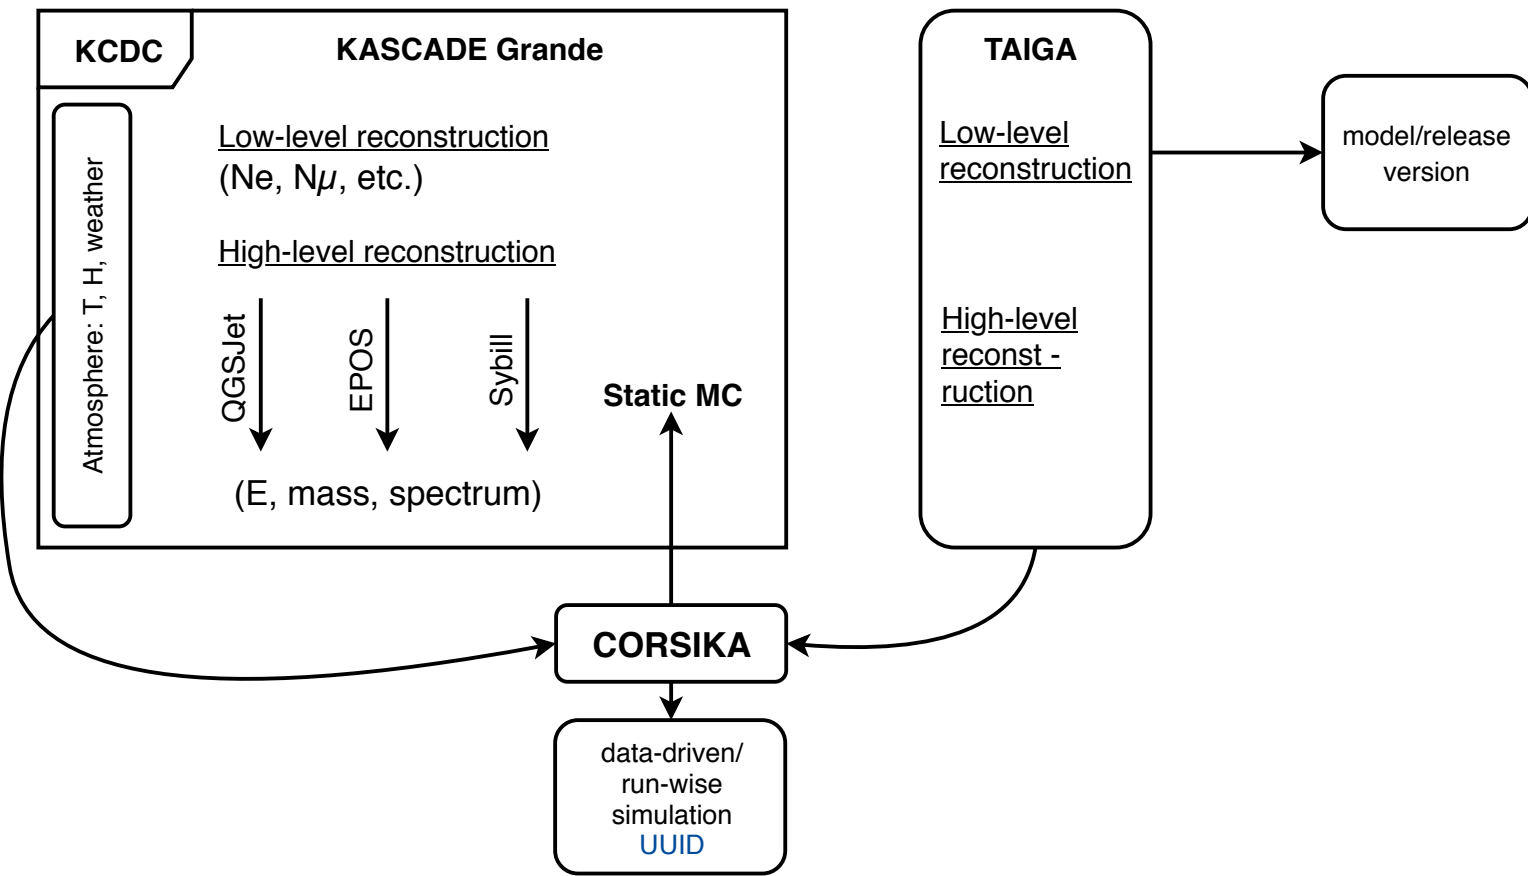 KCDC
KASCADE Grande
Atmosphere: T, H, weather
Low-level reconstruction
(Ne, Nμ, etc.)
High-level reconstruction
QGSJet
EPOS
Sybill
Static MC
(E, mass, spectrum)
TAIGA
Low-level
reconstruction
High-level
reconst -
ruction
model/release
version
CORSIKA
data-driven/
run-wise
simulation
UUID